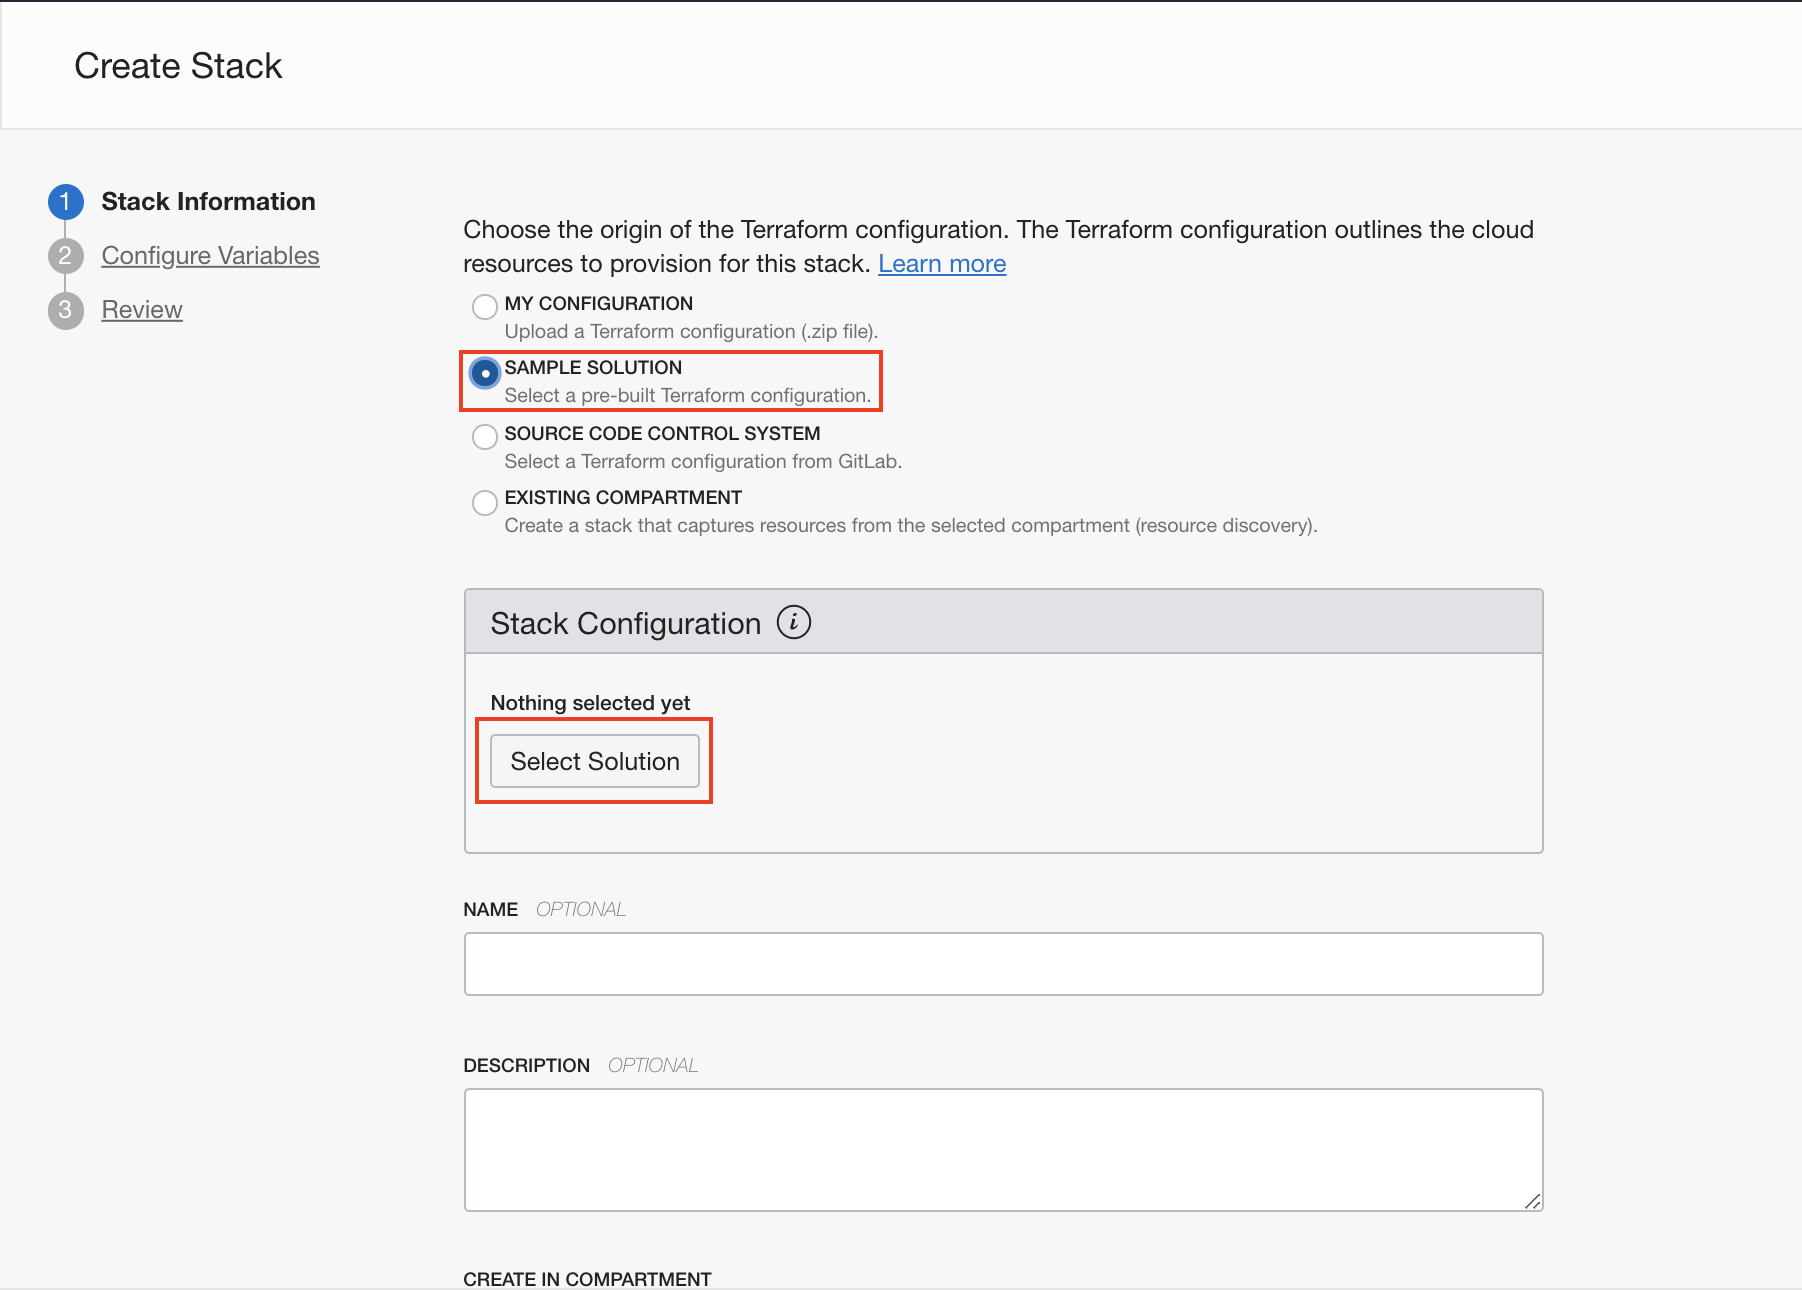 Create Stack
1 Stack Information
2 Configure Variables
3 Review
Choose the origin of the Terraform configuration. The Terraform configuration outlines the cloud
resources to provision for this stack. Learn more
MY CONFIGURATION
Upload a Terraform configuration (.zip file).
SAMPLE SOLUTION
Select a pre-built Terraform configuration.
SOURCE CODE CONTROL SYSTEM
Select a Terraform configuration from GitLab.
EXISTING COMPARTMENT
Create a stack that captures resources from the selected compartment (resource discovery).
Stack Configuration i
Nothing selected yet
Select Solution
NAME OPTIONAL
DESCRIPTION OPTIONAL
CREATE IN COMPARTMENT